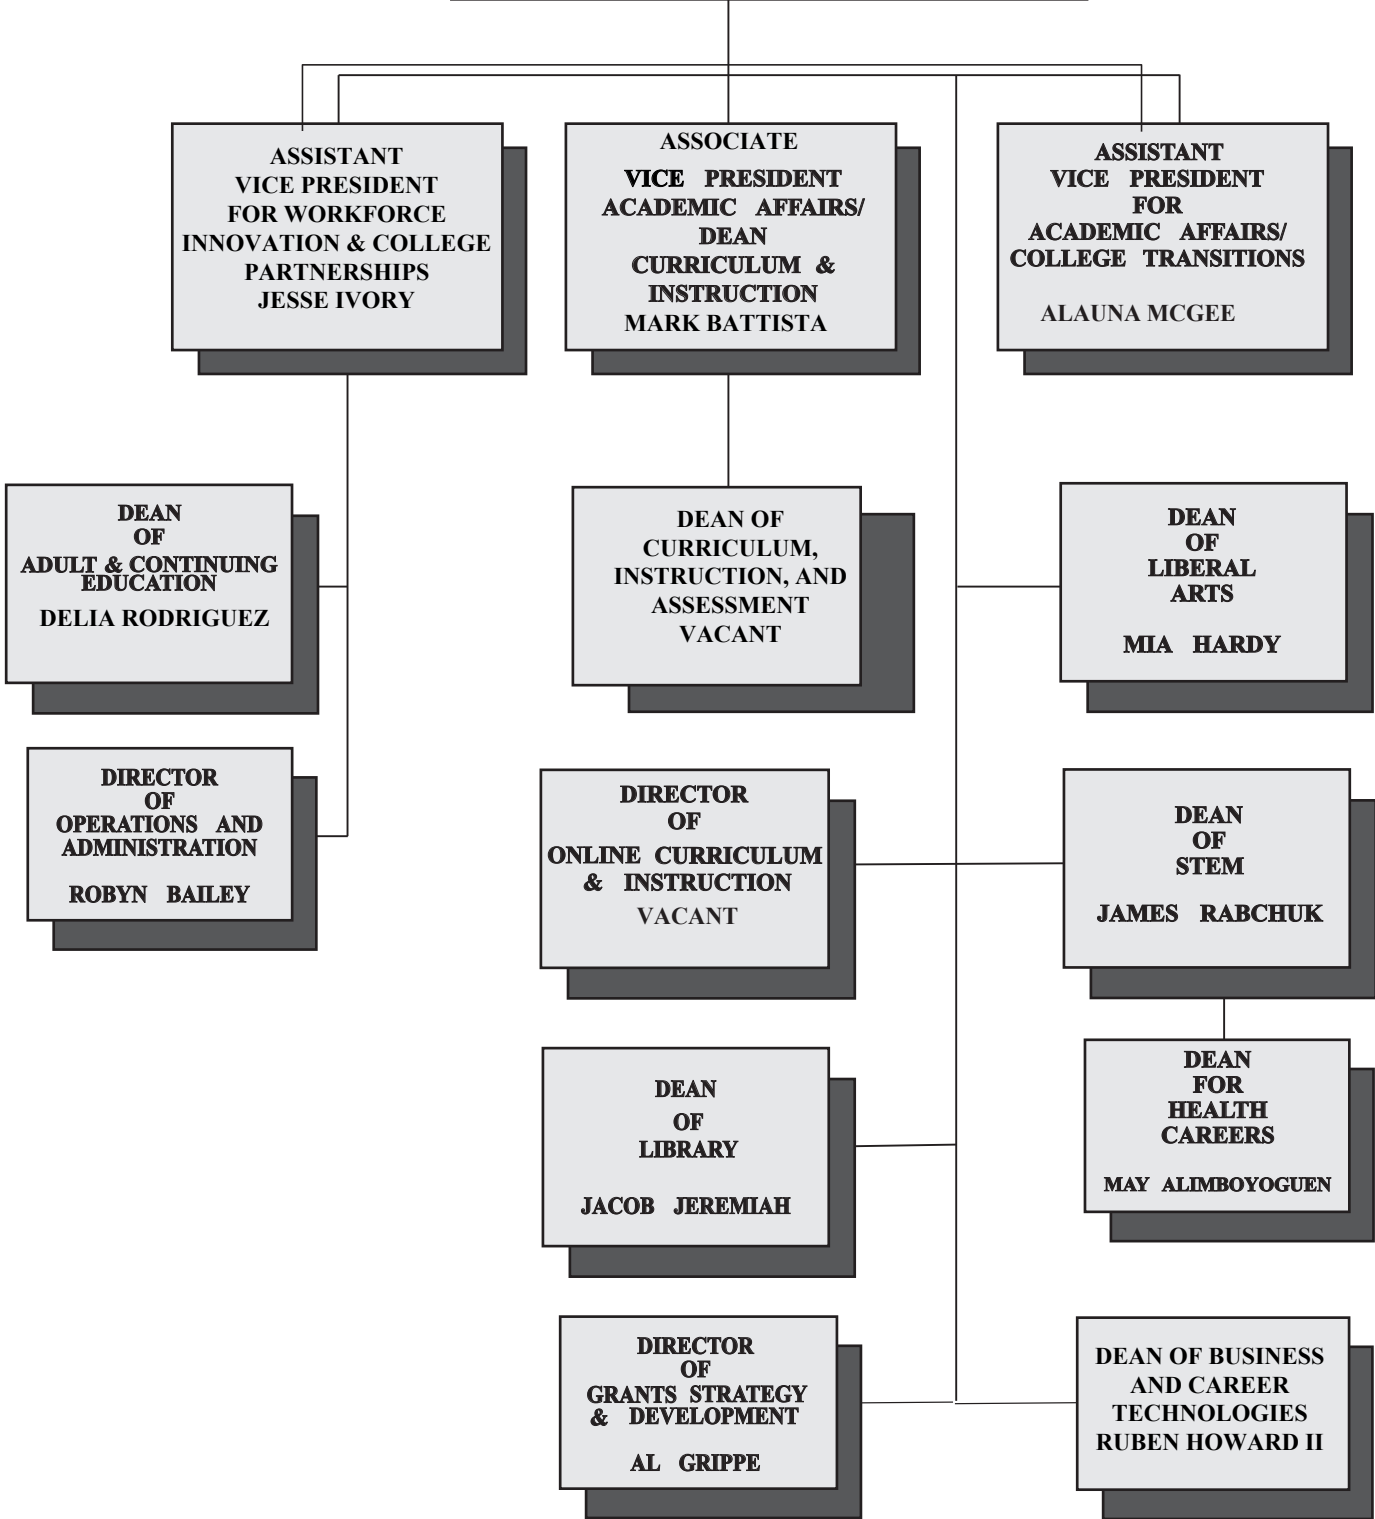 ASSISTANT
VICE PRESIDENT
FOR WORKFORCE
INNOVATION & COLLEGE
PARTNERSHIPS
JESSE IVORY
ASSOCIATE
VICE PRESIDENT
ACADEMIC AFFAIRS/
DEAN
CURRICULUM &
INSTRUCTION
MARK BATTISTA
ASSISTANT
VICE PRESIDENT
FOR
ACADEMIC AFFAIRS/
COLLEGE TRANSITIONS
ALAUNA MCGEE
DEAN
OF
ADULT & CONTINUING
EDUCATION
DELIA RODRIGUEZ
DEAN OF
CURRICULUM,
INSTRUCTION, AND
ASSESSMENT
VACANT
DEAN
OF
LIBERAL
ARTS
MIA HARDY
DIRECTOR
OF
OPERATIONS AND
ADMINISTRATION
ROBYN BAILEY
DIRECTOR
OF
ONLINE CURRICULUM
& INSTRUCTION
VACANT
DEAN
OF
STEM
JAMES RABCHUK
DEAN
OF
LIBRARY
JACOB JEREMIAH
DEAN
FOR
HEALTH
CAREERS
MAY ALIMBOYOGUEN
DIRECTOR
OF
GRANTS STRATEGY
& DEVELOPMENT
AL GRIPPE
DEAN OF BUSINESS
AND CAREER
TECHNOLOGIES
RUBEN HOWARD II